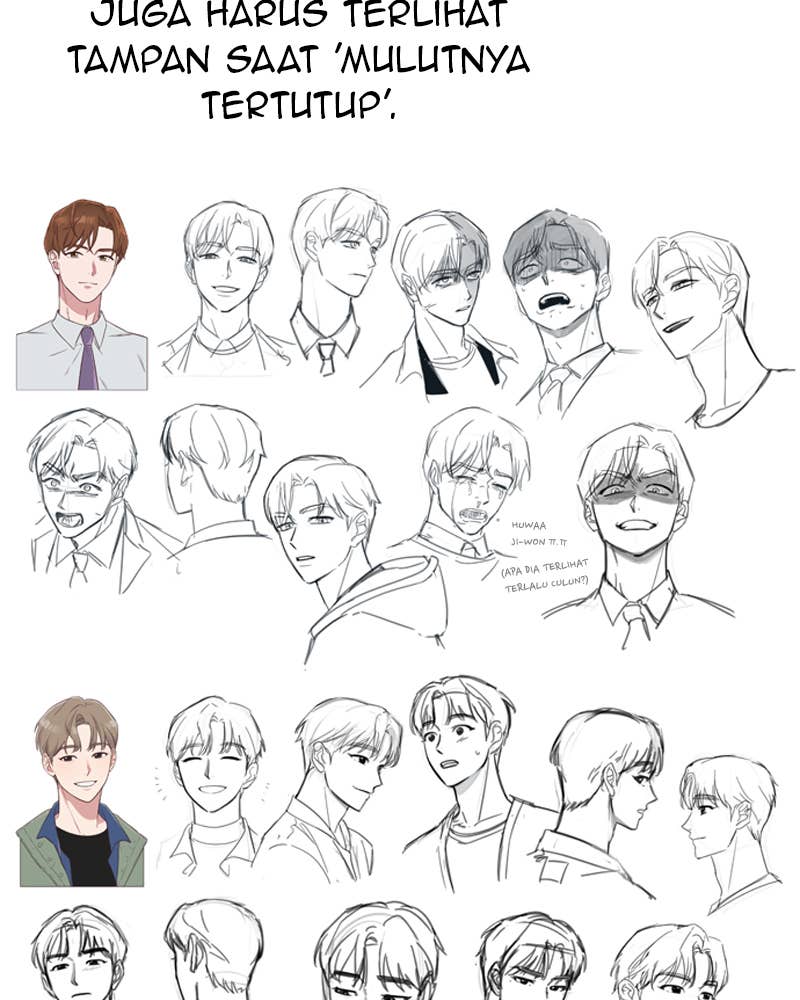 JUGA HARUS TERLIHAT
TAMPAN SAAT 'MULUTNYA
TERTUTUP'.
HUWAA
JI-WON ㅠ.ㅠ
(APA DIA TERLIHAT
TERLALU CULUN?)